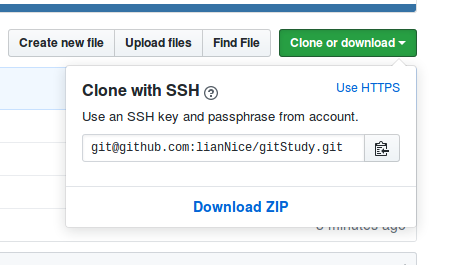 Create new file Upload files Find File Clone or download
Clone with SSH
Use HTTPS
Use an SSH key and passphrase from account.
git@github.com:lianNice/gitStudy.git
Download ZIP
minutes ago